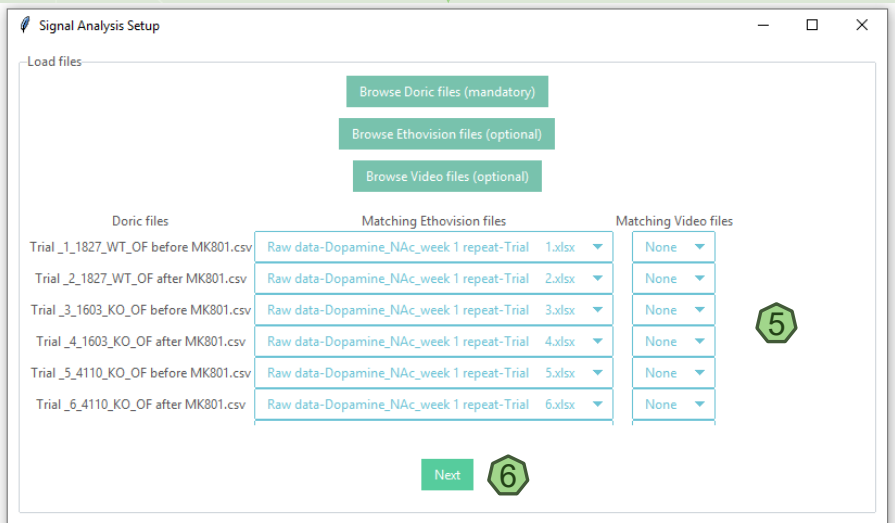 Signal Analysis Setup
Load files
Browse Doric files (mandatory)
Browse Ethovision files (optional)
Browse Video files (optional)
Doric files Matching Ethovision files Matching Video files
Trial _1_1827_WT_OF before MK801.csv Raw data-Dopamine_NAc_week 1 repeat-Trial 1.xlsx None
Trial _2_1827_WT_OF after MK801.csv Raw data-Dopamine_NAc_week 1 repeat-Trial 2.xlsx None
Trial _3_1603_KO_OF before MK801.csv Raw data-Dopamine_NAc_week 1 repeat-Trial 3.xlsx None
5
Trial _4_1603_KO_OF after MK801.csv Raw data-Dopamine_NAc_week 1 repeat-Trial 4.xlsx None
Trial _5_4110_KO_OF before MK801.csv Raw data-Dopamine_NAc_week 1 repeat-Trial 5.xlsx None
Trial _6_4110_KO_OF after MK801.csv Raw data-Dopamine_NAc_week 1 repeat-Trial 6.xlsx None
Next 6